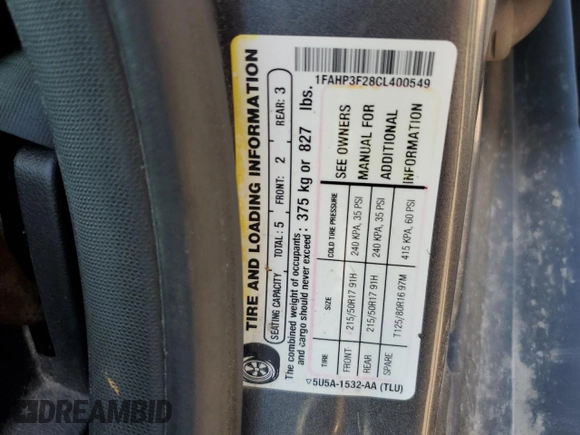 TIRE AND LOADING INFORMATION
SEATING CAPACITY TOTAL: 5 FRONT: 2 REAR: 3
The combined weight of occupants
and cargo should never exceed : 375 kg or 827 lbs.
TIRE SIZE COLD TIRE PRESSURE
FRONT 215/50R17 91H 240 KPA, 35 PSI
REAR 215/50R17 91H 240 KPA, 35 PSI
SPARE T125/80R16 97M 415 KPA, 60 PSI
SEE OWNERS
MANUAL FOR
ADDITIONAL
INFORMATION
5U5A-1532-AA (TLU)
1FAHP3F28CL400549
DREAMBID